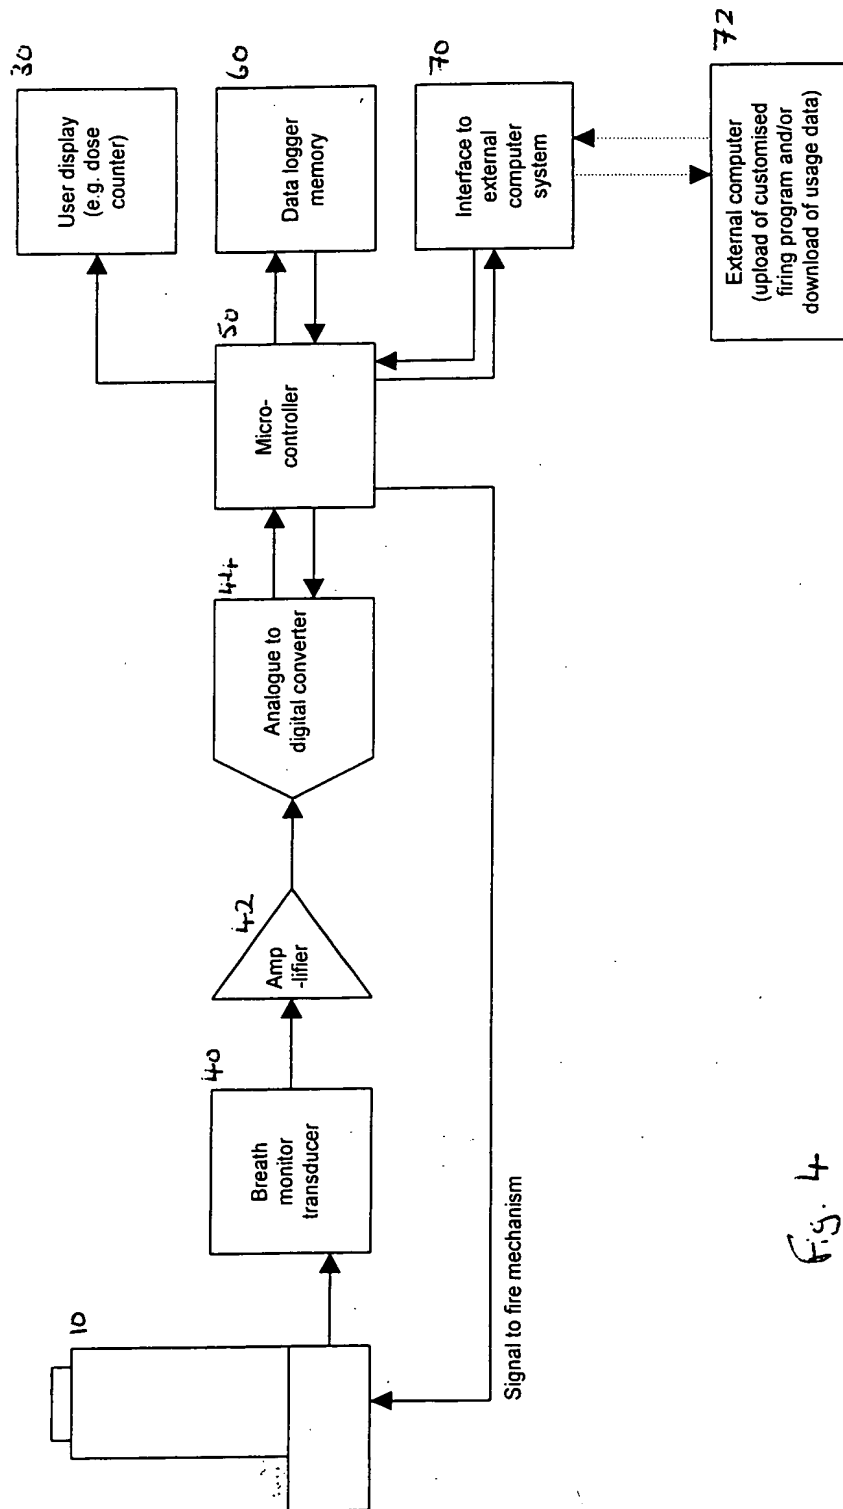 10
Signal to fire mechanism
40
Breath
monitor
transducer
42
Amp
-lifier
44
Analogue to
digital converter
50
Micro-
controller
30
User display
(e.g. dose
counter)
60
Data logger
memory
70
Interface to
external
computer
system
72
External computer
(upload of customised
firing program and/or
download of usage data)
Fig. 4